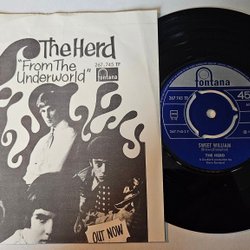 The Herd
"From The
Underworld"
267 745 TF
fontana
OUT NOW
fontana
45
SWEET WILLIAM
THE HERD